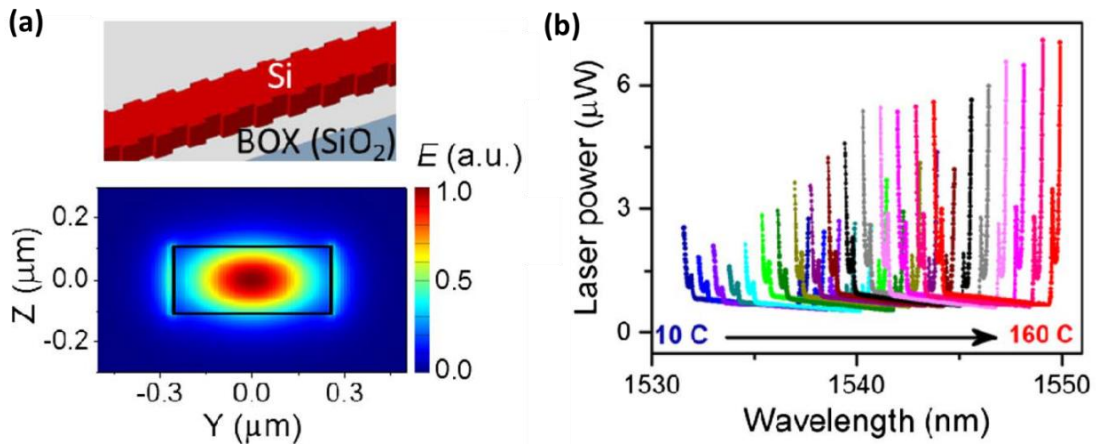 (a)
Si
BOX (SiO₂)
E (a.u.)
1.0
0.5
0.0
0.2
0.0
-0.2
Z (μm)
-0.3
0.0
0.3
Y (μm)
(b)
Laser power (μW)
6
3
0
10 C
160 C
1530
1540
1550
Wavelength (nm)